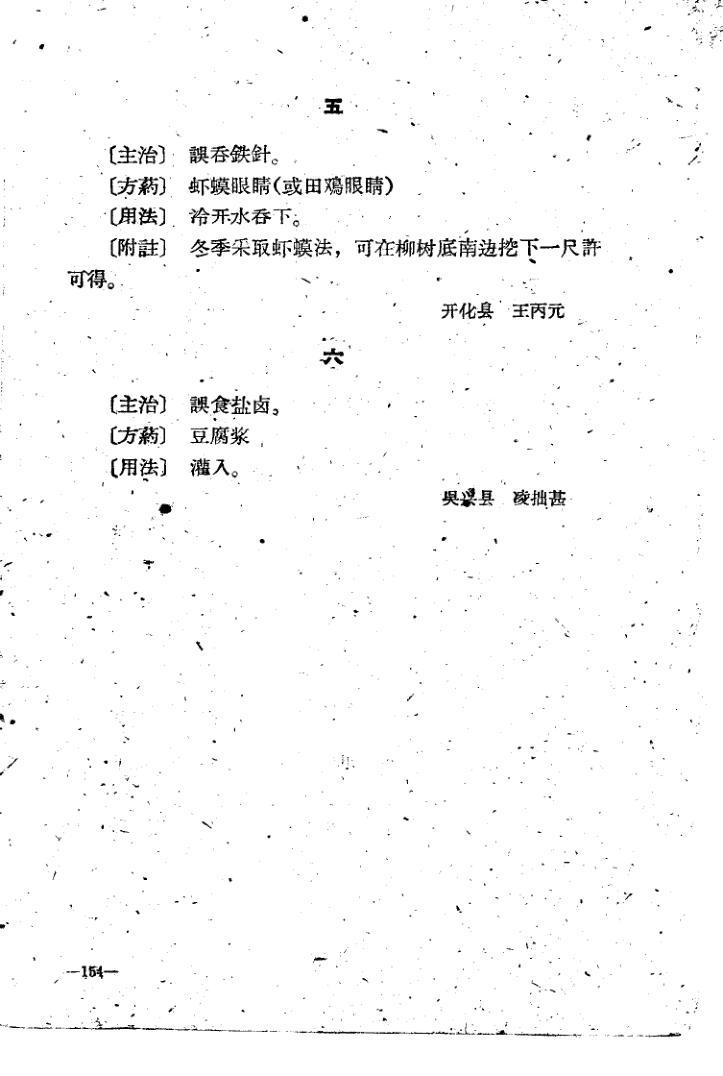 五
〔主治〕 誤吞鉄針。
〔方葯〕 虾蟆眼睛(或田鳮眼睛)
〔用法〕 冷开水吞下。
〔附註〕 冬季采取虾蟆法，可在柳树底南边挖下一尺許
可得。
开化县 王丙元
六
〔主治〕 誤食盐卤。
〔方葯〕 豆腐浆
〔用法〕 灌入。
吳兴县 凌拙甚
—154—